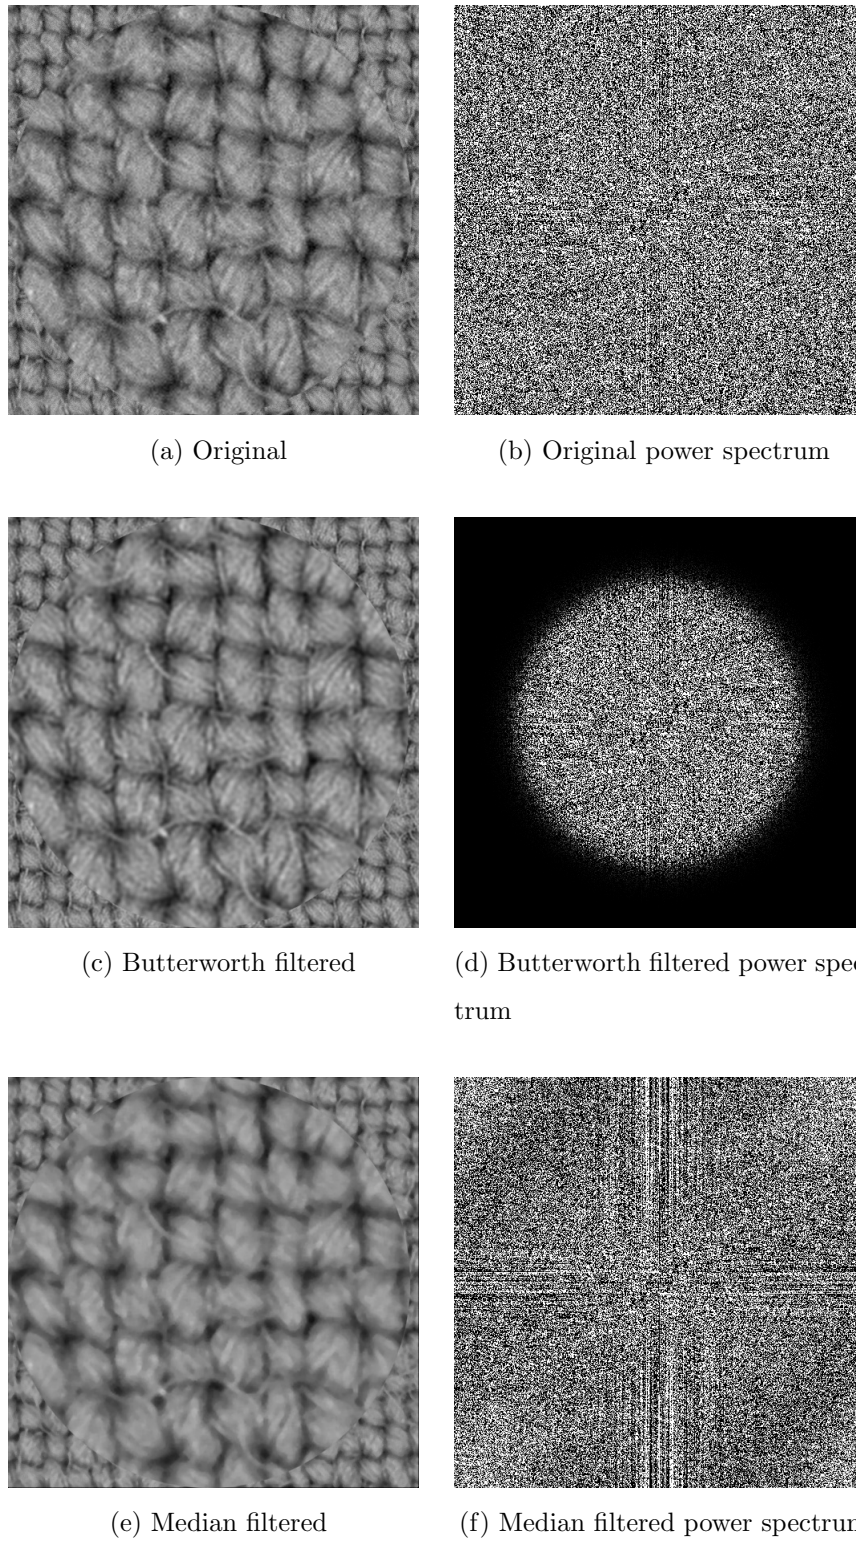 (a) Original
(b) Original power spectrum
(c) Butterworth filtered
(d) Butterworth filtered power spec
trum
(e) Median filtered
(f) Median filtered power spectrum